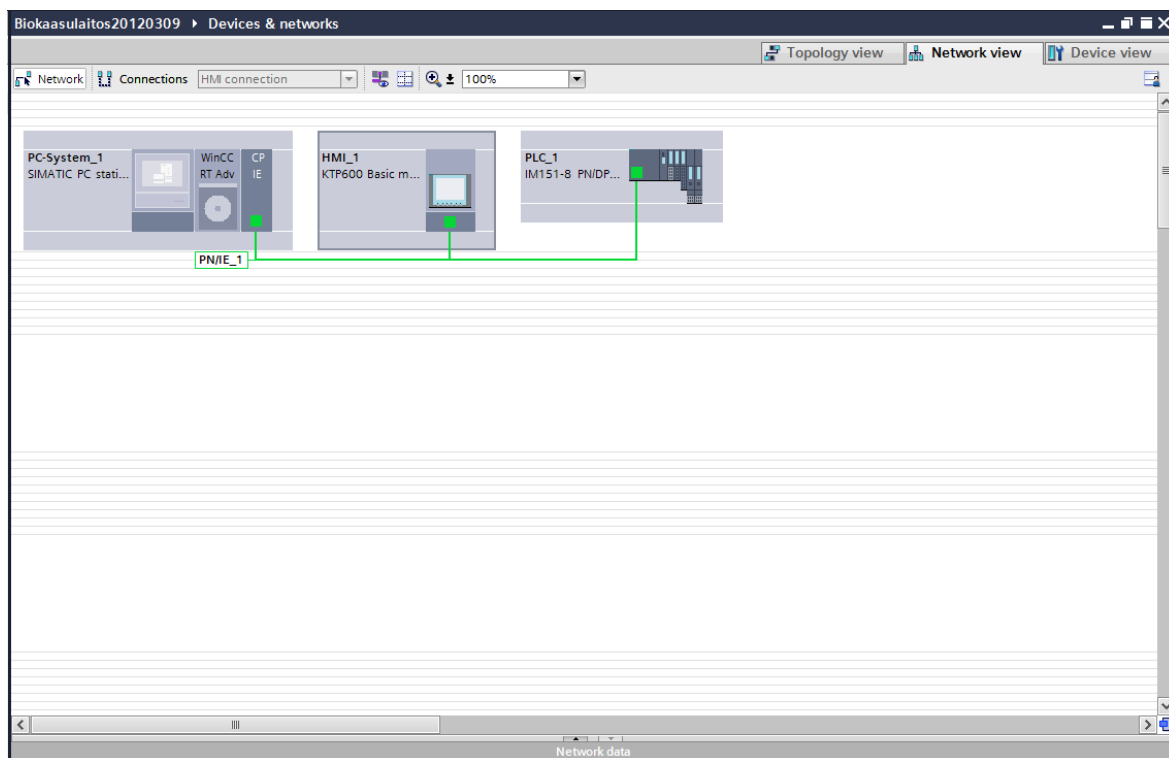 Biokaasulaitos20120309 ▸ Devices & networks
Topology view Network view Device view
Network Connections HMI connection 100%
PC-System_1 WinCC CP HMI_1 PLC_1
SIMATIC PC stati... RT Adv IE KTP600 Basic m... IM151-8 PN/DP...
PN/IE_1
Network data